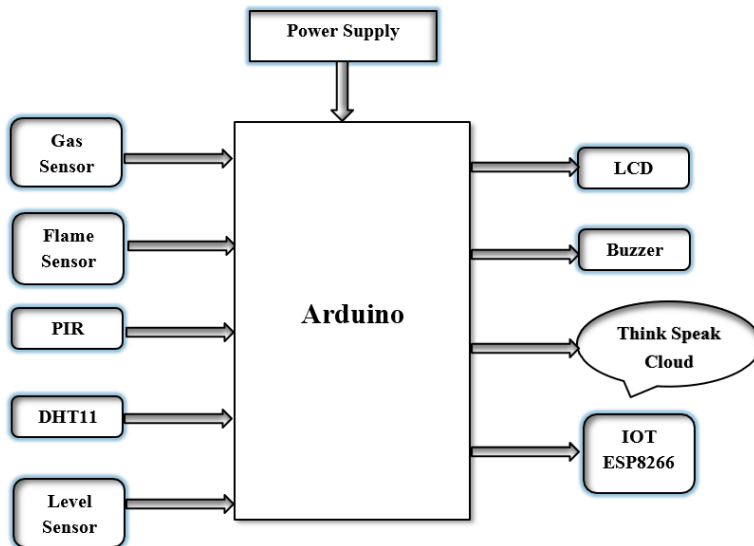 Power Supply
Gas
Sensor
Flame
Sensor
PIR
DHT11
Level
Sensor
Arduino
LCD
Buzzer
Think Speak
Cloud
IOT
ESP8266